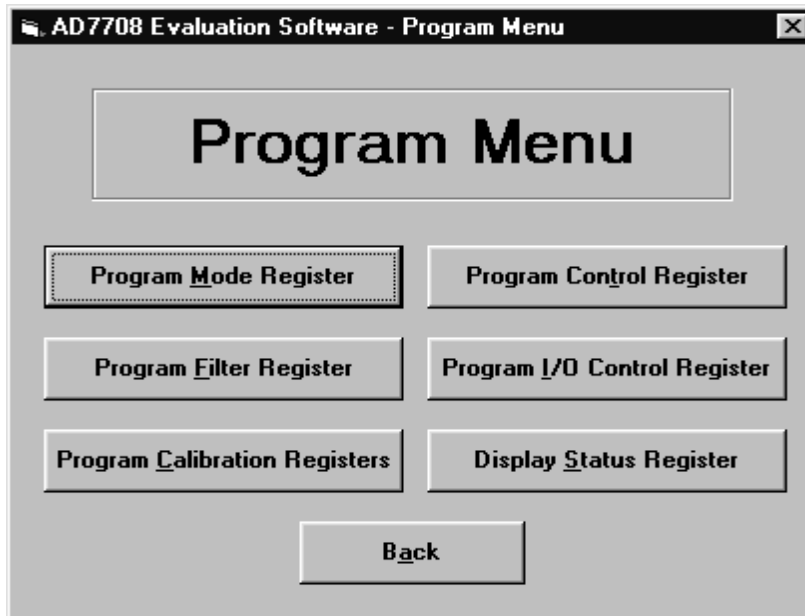 AD7708 Evaluation Software - Program Menu
Program Menu
Program Mode Register
Program Control Register
Program Filter Register
Program I/O Control Register
Program Calibration Registers
Display Status Register
Back